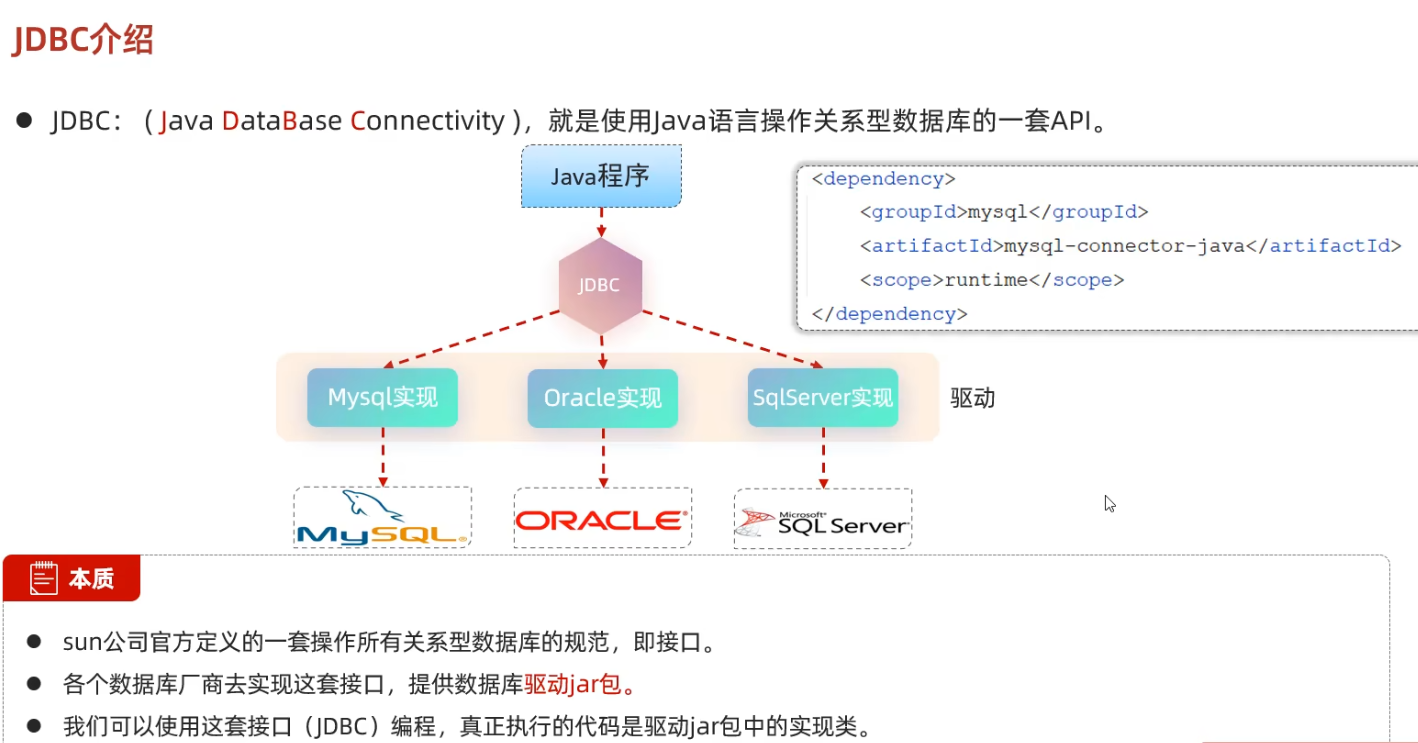 JDBC介绍
● JDBC：（ Java DataBase Connectivity ），就是使用Java语言操作关系型数据库的一套API。
Java程序
JDBC
Mysql实现
Oracle实现
SqlServer实现
驱动
MySQL®
ORACLE®
Microsoft®
SQL Server®
<dependency>
<groupId>mysql</groupId>
<artifactId>mysql-connector-java</artifactId>
<scope>runtime</scope>
</dependency>
本质
● sun公司官方定义的一套操作所有关系型数据库的规范，即接口。
● 各个数据库厂商去实现这套接口，提供数据库驱动jar包。
● 我们可以使用这套接口（JDBC）编程，真正执行的代码是驱动jar包中的实现类。